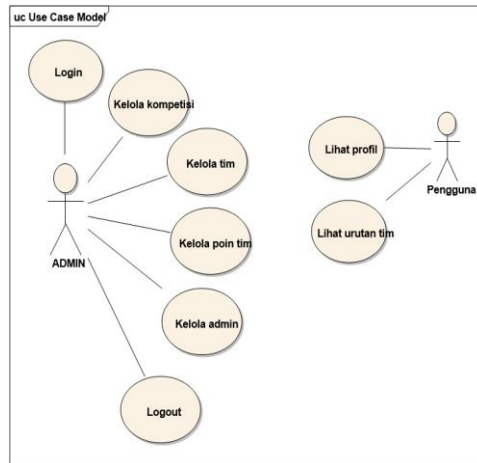 uc Use Case Model
Login
Kelola kompetisi
Kelola tim
Lihat profil
Pengguna
Kelola poin tim
Lihat urutan tim
ADMIN
Kelola admin
Logout